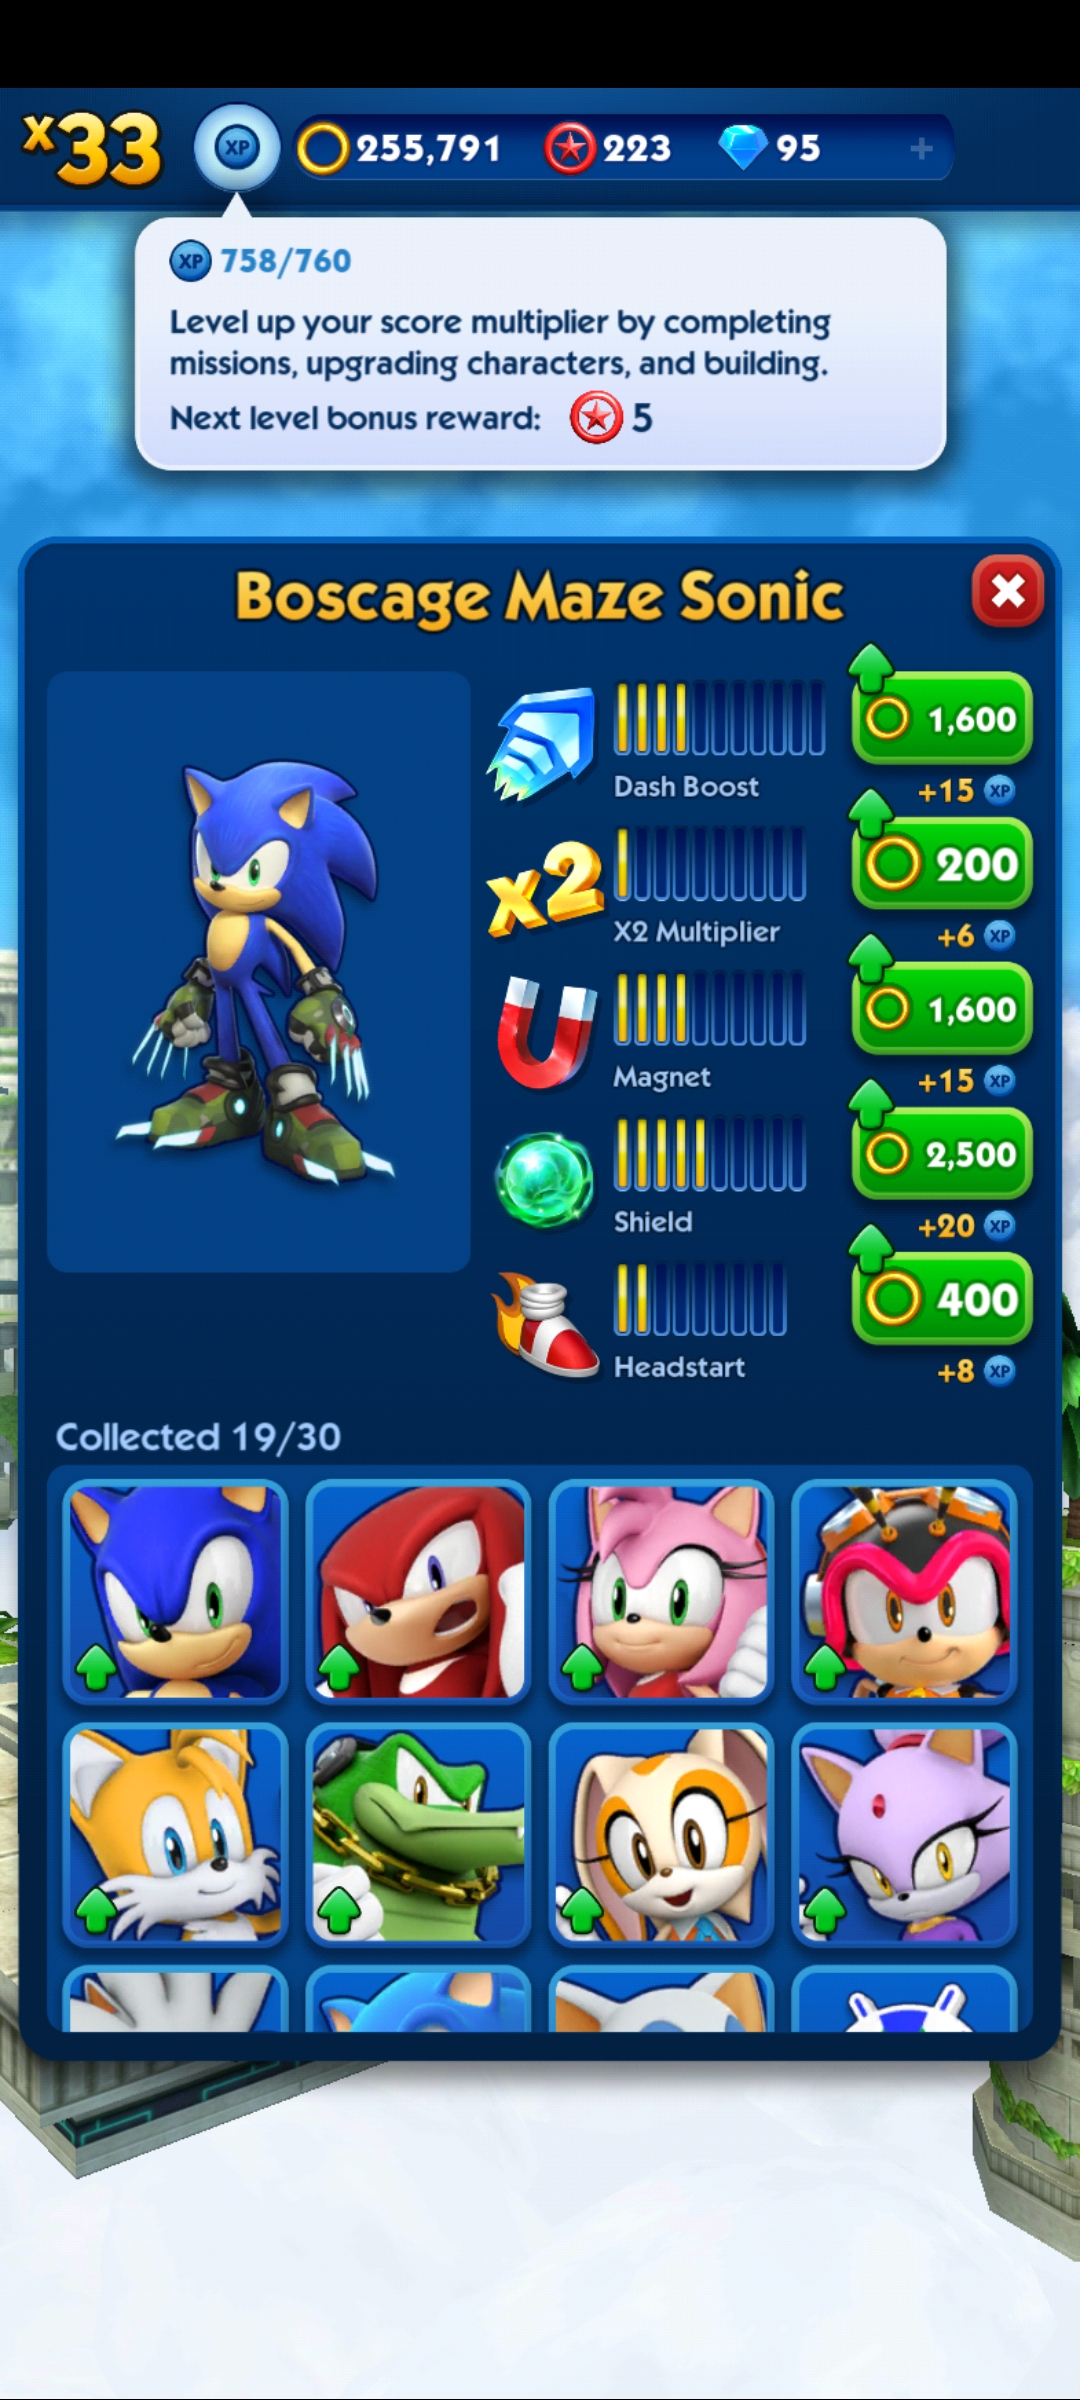 x33
XP
255,791
223
95
+
XP 758/760
Level up your score multiplier by completing
missions, upgrading characters, and building.
Next level bonus reward: 5
Boscage Maze Sonic
1,600
Dash Boost
+15 XP
x2
200
X2 Multiplier
+6 XP
1,600
Magnet
+15 XP
2,500
Shield
+20 XP
400
Headstart
+8 XP
Collected 19/30